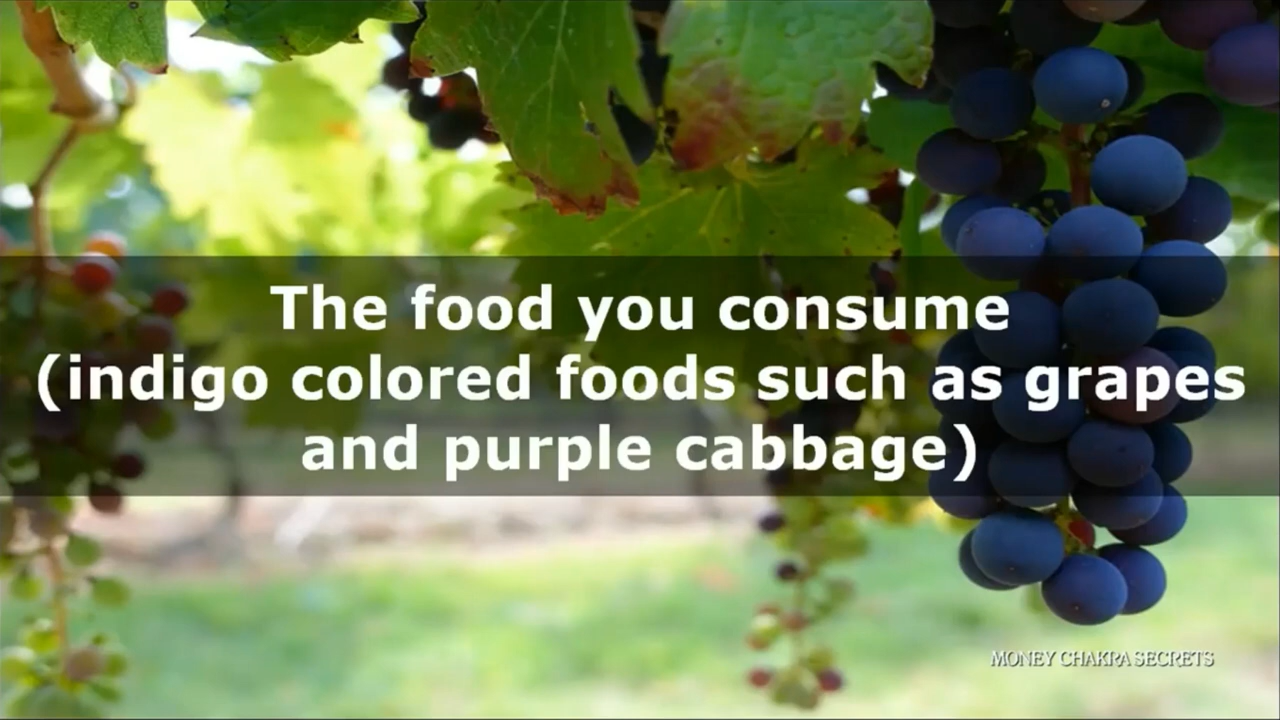 The food you consume
(indigo colored foods such as grapes
and purple cabbage)
MONEY CHAKRA SECRETS